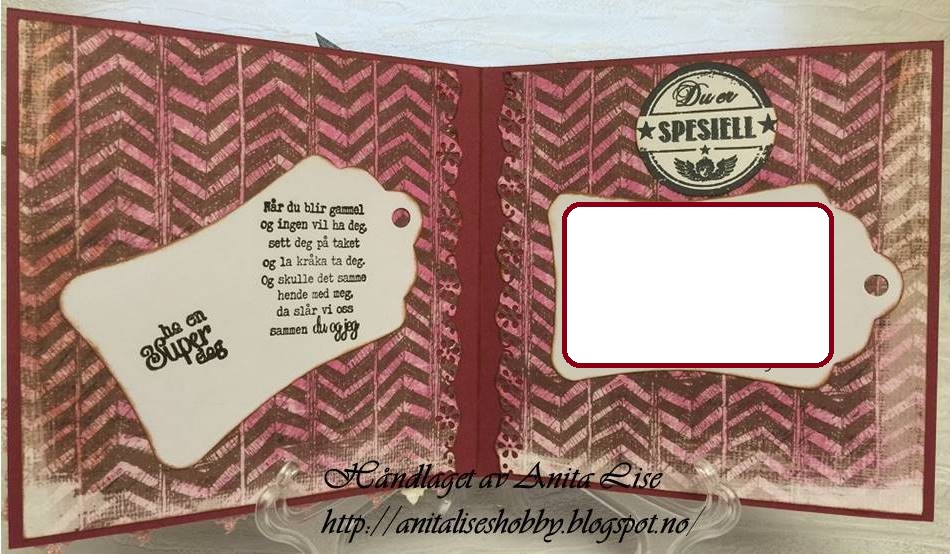 Når du blir gammel
og ingen vil ha deg,
sett deg på taket
og la kråka ta deg.
Og skulle det samme
hende med meg,
da slår vi oss
sammen du og jeg
ha en
Super
dag
Du er
SPESIELL
Håndlaget av Anita Lise
http://anitaliseshobby.blogspot.no/